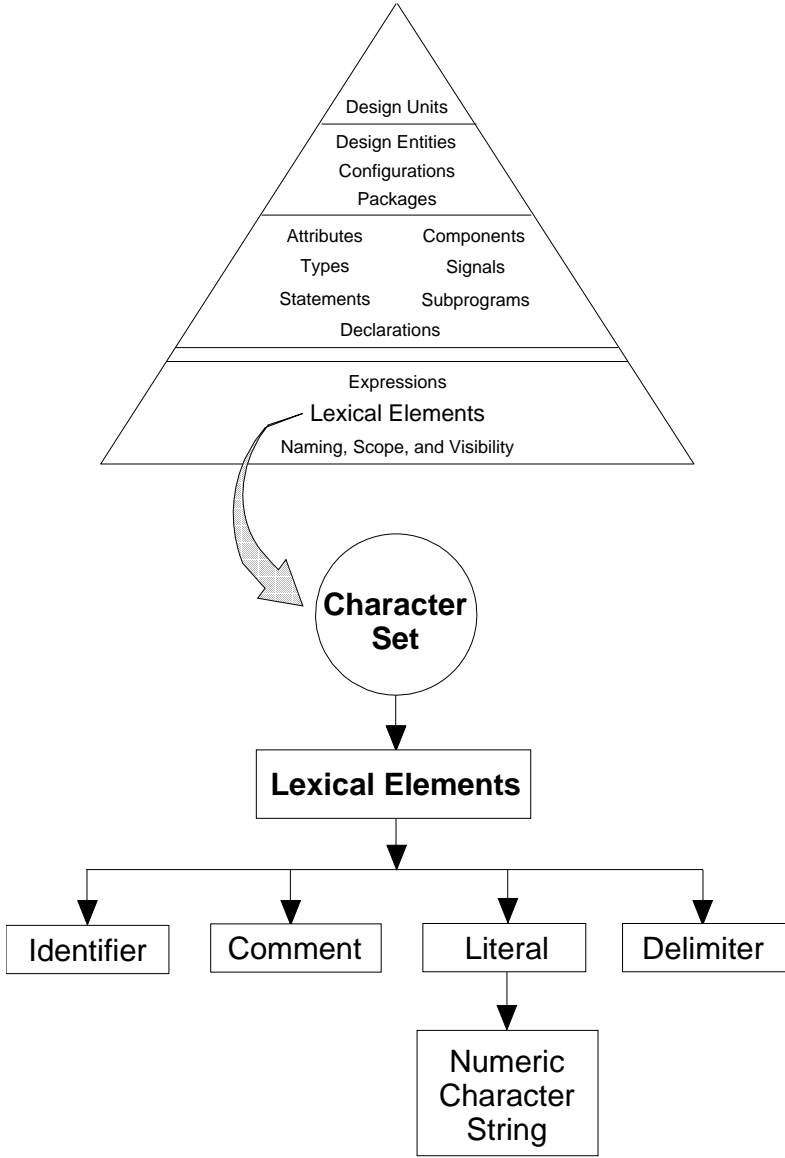 Design Units
Design Entities
Configurations
Packages
Attributes Components
Types Signals
Statements Subprograms
Declarations
Expressions
Lexical Elements
Naming, Scope, and Visibility
Character
Set
Lexical Elements
Identifier Comment Literal Delimiter
Numeric
Character
String